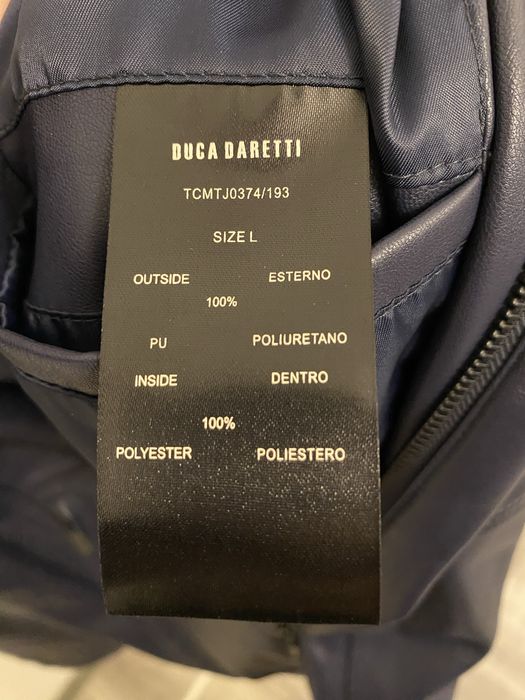 DUCA DARETTI
TCMTJ0374/193
SIZE L
OUTSIDE ESTERNO
100%
PU POLIURETANO
INSIDE DENTRO
100%
POLYESTER POLIESTERO